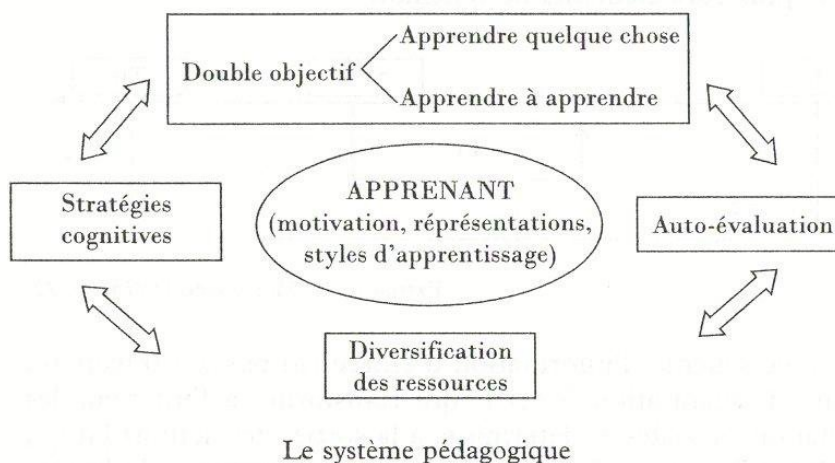 Apprendre quelque chose
Double objectif
Apprendre à apprendre
Stratégies
cognitives
APPRENANT
(motivation, réprésentations,
styles d'apprentissage)
Auto-évaluation
Diversification
des ressources
Le système pédagogique